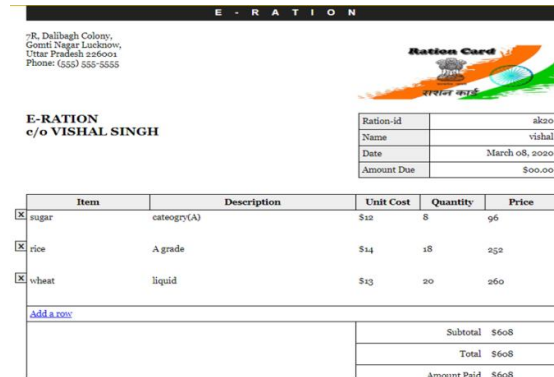 E - R A T I O N
7R, Dalibagh Colony,
Gomti Nagar Lucknow,
Uttar Pradesh 226001
Phone: (555) 555-5555
Ration Card
राशन कार्ड
E-RATION
c/o VISHAL SINGH
Ration-id ak20
Name vishal
Date March 08, 2020
Amount Due $00.00
Item Description Unit Cost Quantity Price
X sugar cateogry(A) $12 8 96
X rice A grade $14 18 252
X wheat liquid $13 20 260
Add a row
Subtotal $608
Total $608
Amount Paid $608